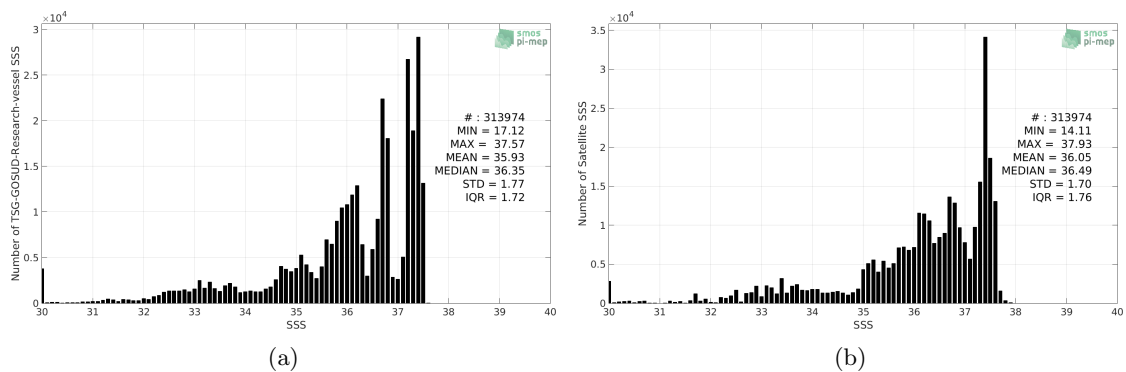 ×10⁴
3
2.5
2
1.5
1
0.5
0
30 31 32 33 34 35 36 37 38 39 40
SSS
Number of TSG-GOSUD-Research-vessel SSS
smos
pi-mep
# : 313974
MIN = 17.12
MAX = 37.57
MEAN = 35.93
MEDIAN = 36.35
STD = 1.77
IQR = 1.72
(a)
×10⁴
3.5
3
2.5
2
1.5
1
0.5
0
30 31 32 33 34 35 36 37 38 39 40
SSS
Number of Satellite SSS
smos
pi-mep
# : 313974
MIN = 14.11
MAX = 37.93
MEAN = 36.05
MEDIAN = 36.49
STD = 1.70
IQR = 1.76
(b)